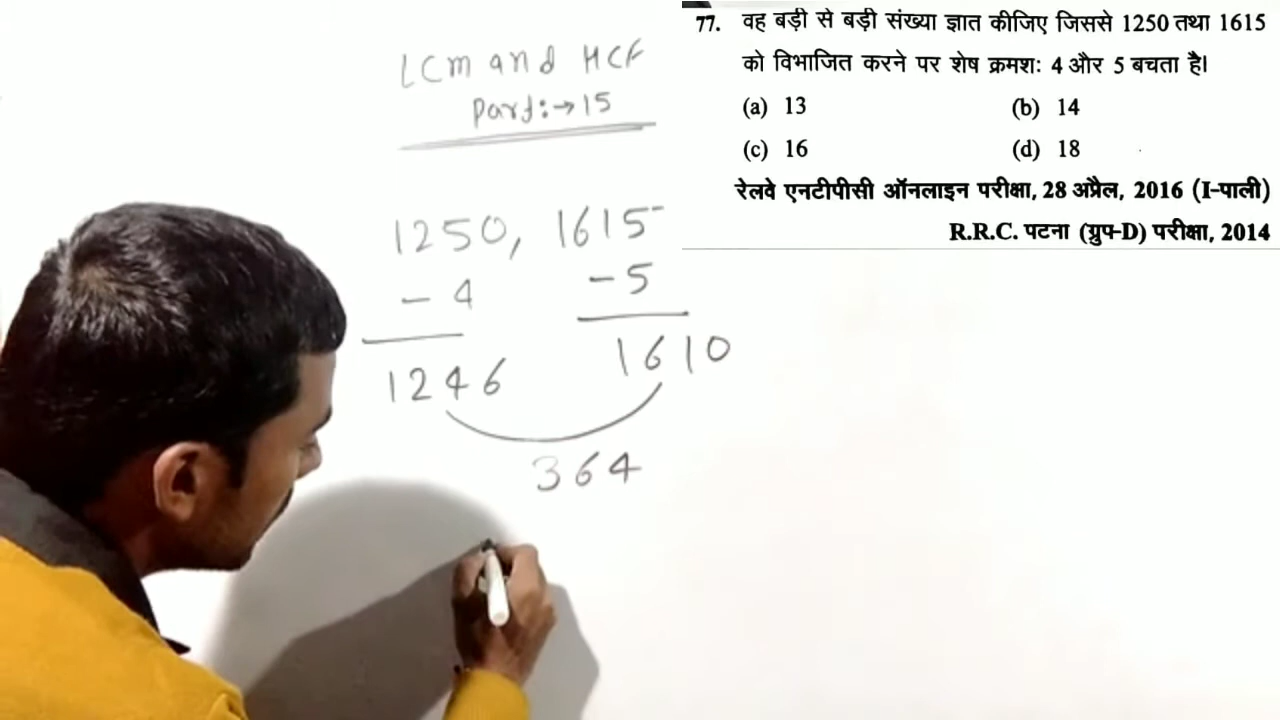 LCM and HCF
Part:→15
1250, 1615
-4 -5
1246 1610
364
77. वह बड़ी से बड़ी संख्या ज्ञात कीजिए जिससे 1250 तथा 1615
को विभाजित करने पर शेष क्रमशः 4 और 5 बचता है।
(a) 13 (b) 14
(c) 16 (d) 18
रेलवे एनटीपीसी ऑनलाइन परीक्षा, 28 अप्रैल, 2016 (I-पाली)
R.R.C. पटना (ग्रुप-D) परीक्षा, 2014